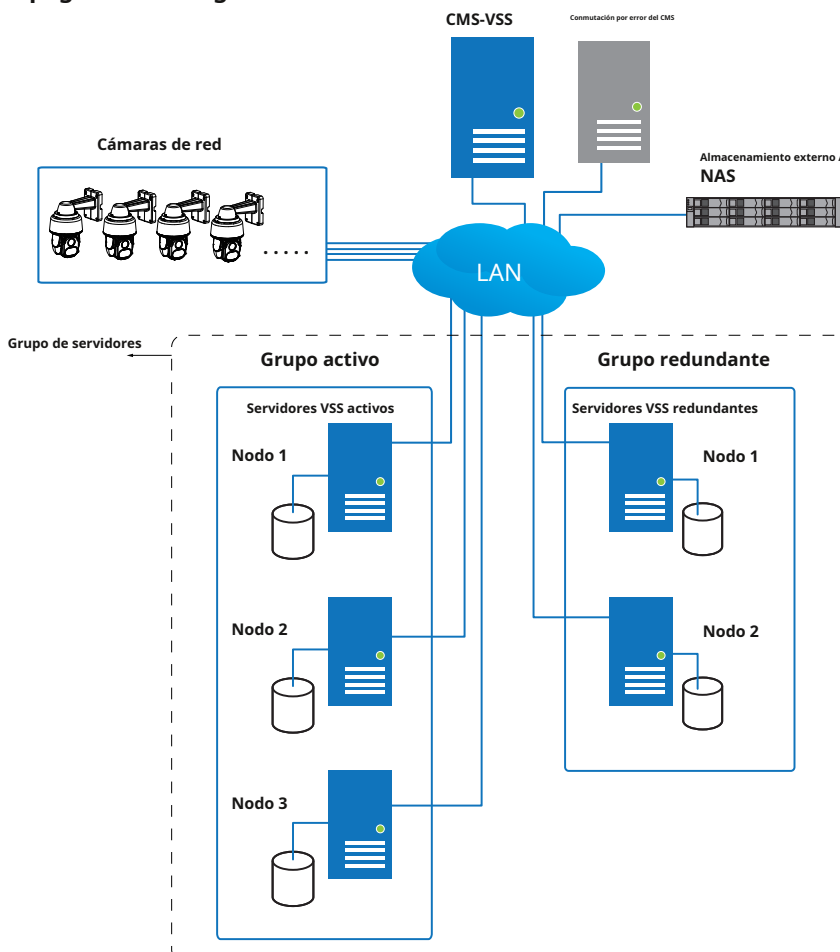 CMS-VSS
Conmutación por error del CMS
Cámaras de red
Almacenamiento externo
NAS
.....
LAN
Grupo de servidores
Grupo activo
Grupo redundante
Servidores VSS activos
Servidores VSS redundantes
Nodo 1
Nodo 1
Nodo 2
Nodo 2
Nodo 3